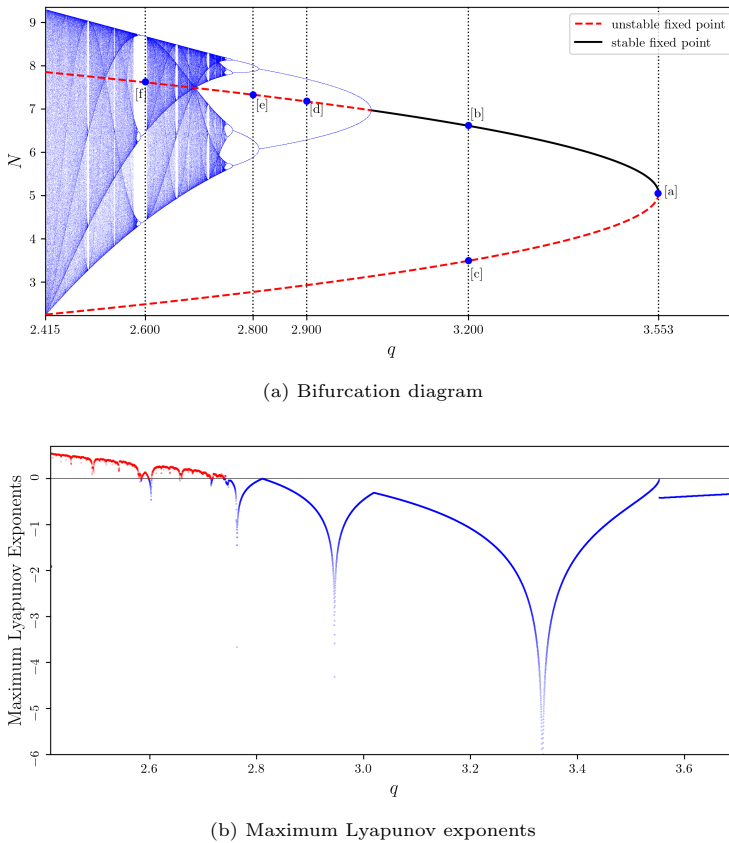 unstable fixed point
stable fixed point
9
8
7
6
5
4
3
N
[f]
[e]
[d]
[b]
[a]
[c]
2.415
2.600
2.800
2.900
3.200
3.553
q
(a) Bifurcation diagram
0
−1
−2
−3
−4
−5
−6
Maximum Lyapunov Exponents
2.6
2.8
3.0
3.2
3.4
3.6
q
(b) Maximum Lyapunov exponents